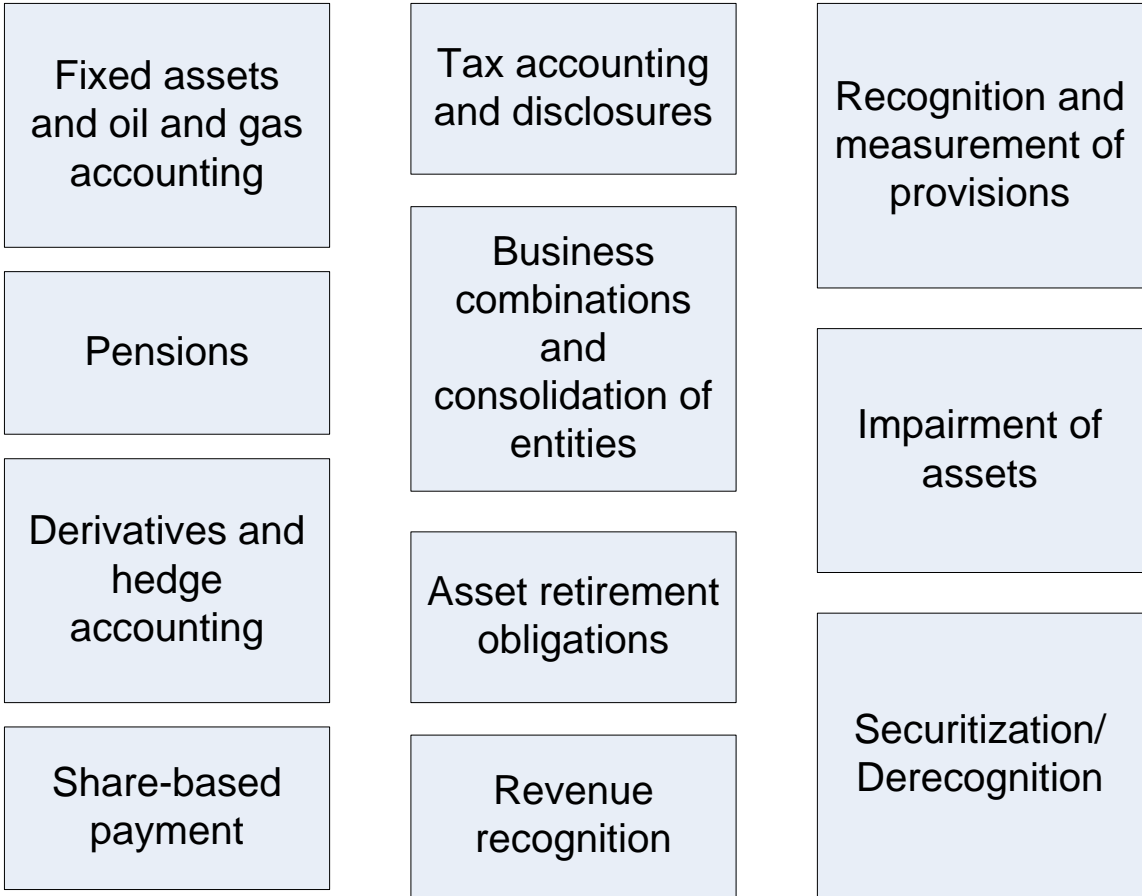 Fixed assets
and oil and gas
accounting
Pensions
Derivatives and
hedge
accounting
Share-based
payment
Tax accounting
and disclosures
Business
combinations
and
consolidation of
entities
Asset retirement
obligations
Revenue
recognition
Recognition and
measurement of
provisions
Impairment of
assets
Securitization/
Derecognition